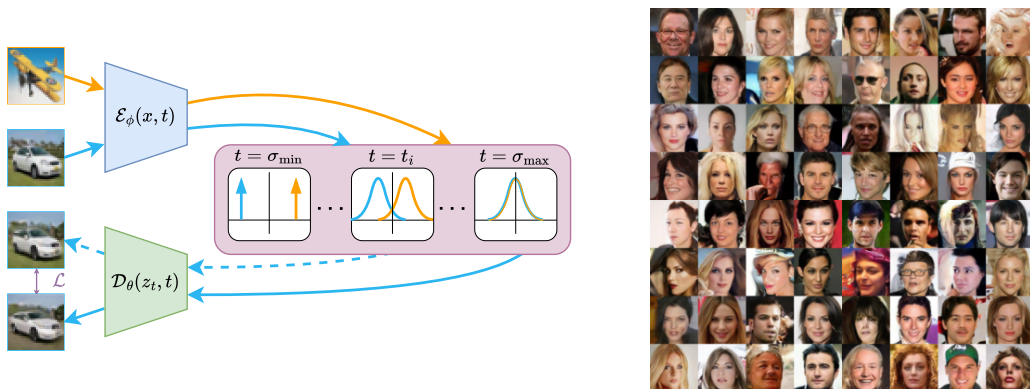 ℰ_ϕ(x, t)
t = σ_min
t = t_i
t = σ_max
...
...
𝒟_θ(z_t, t)
ℒ